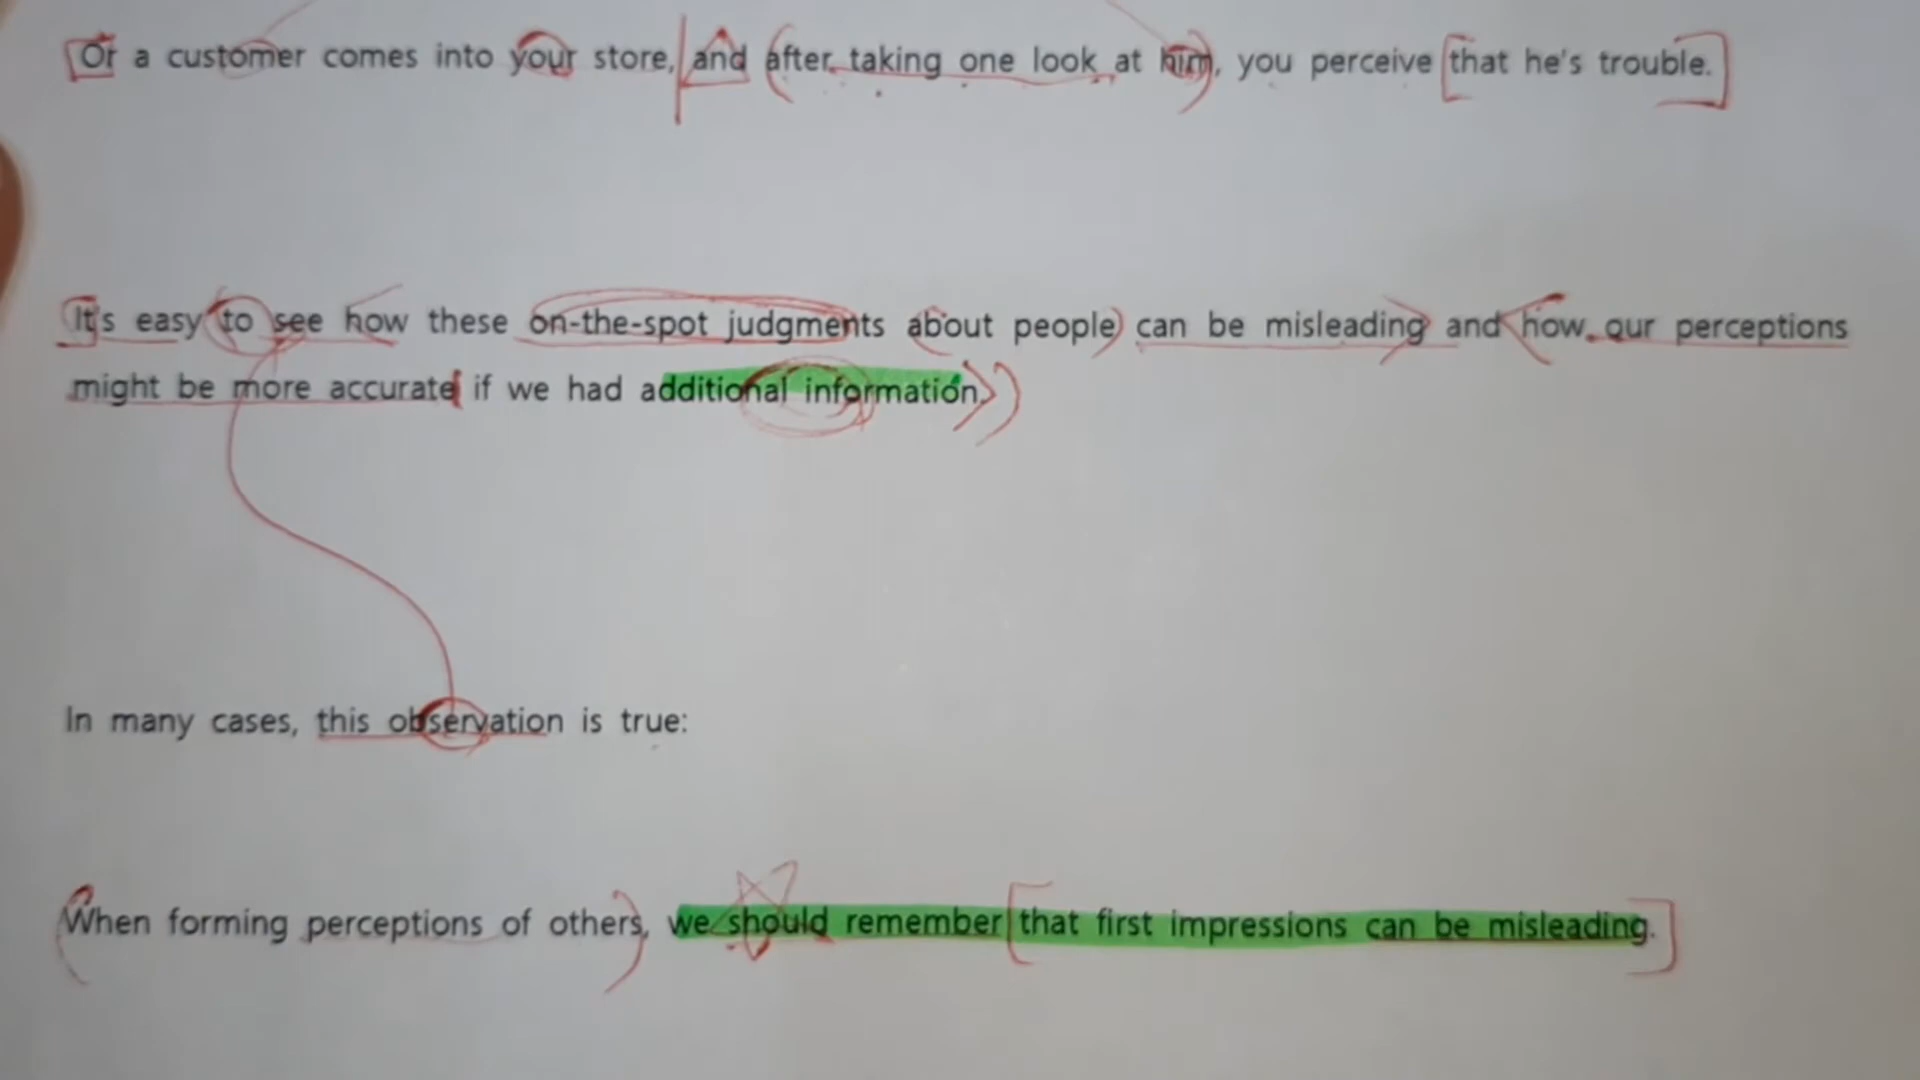 Or a customer comes into your store, and after taking one look at him, you perceive that he's trouble.
It's easy to see how these on-the-spot judgments about people can be misleading and how our perceptions
might be more accurate if we had additional information.
In many cases, this observation is true:
When forming perceptions of others, we should remember that first impressions can be misleading.